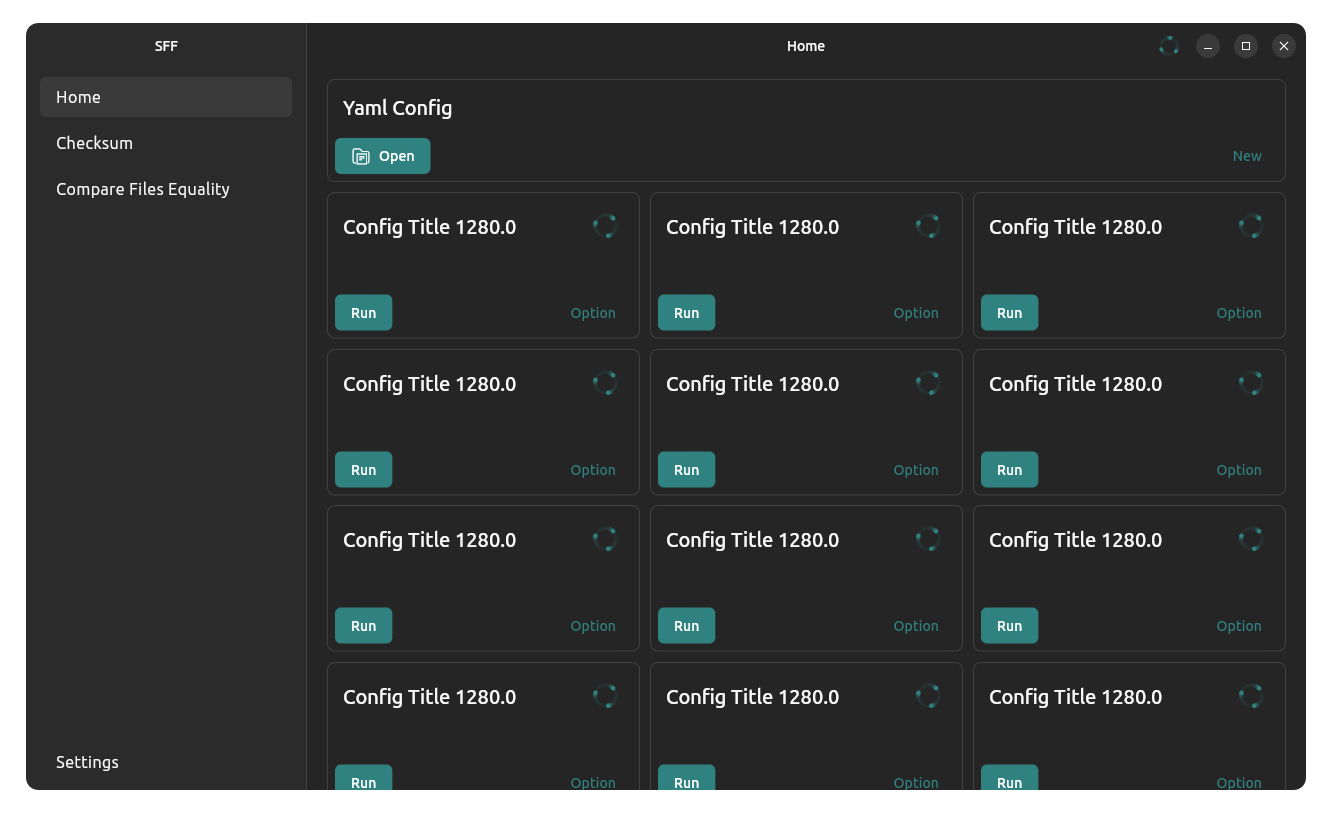 SFF
Home
Home
Checksum
Compare Files Equality
Settings
Yaml Config
Open
New
Config Title 1280.0
Config Title 1280.0
Config Title 1280.0
Run
Option
Run
Option
Run
Option
Config Title 1280.0
Config Title 1280.0
Config Title 1280.0
Run
Option
Run
Option
Run
Option
Config Title 1280.0
Config Title 1280.0
Config Title 1280.0
Run
Option
Run
Option
Run
Option
Config Title 1280.0
Config Title 1280.0
Config Title 1280.0
Run
Option
Run
Option
Run
Option